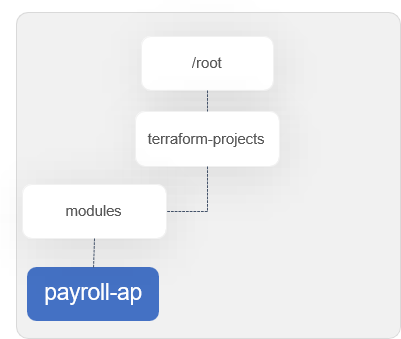 /root
terraform-projects
modules
payroll-ap